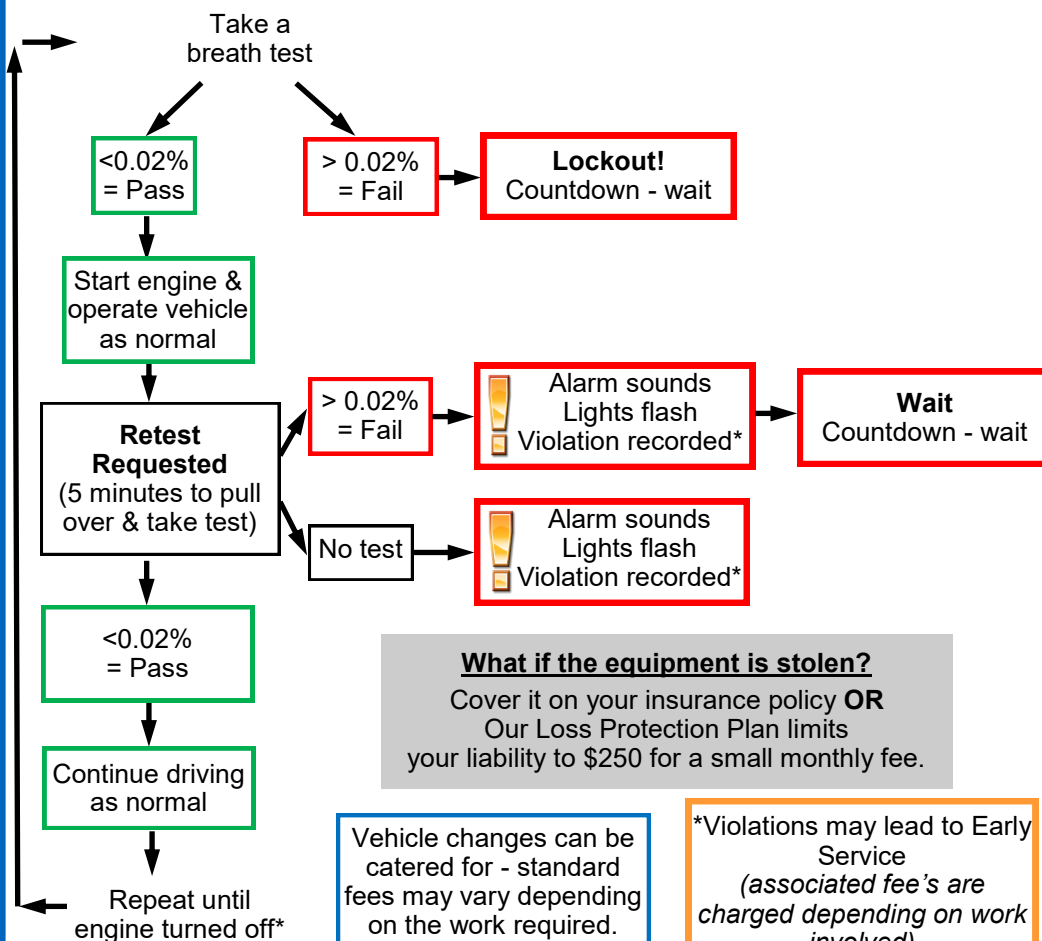 Take a
breath test
<0.02%
= Pass
> 0.02%
= Fail
Lockout!
Countdown - wait
Start engine &
operate vehicle
as normal
Retest
Requested
(5 minutes to pull
over & take test)
> 0.02%
= Fail
Alarm sounds
Lights flash
Violation recorded*
Wait
Countdown - wait
No test
Alarm sounds
Lights flash
Violation recorded*
<0.02%
= Pass
Continue driving
as normal
Repeat until
engine turned off*
What if the equipment is stolen?
Cover it on your insurance policy OR
Our Loss Protection Plan limits
your liability to $250 for a small monthly fee.
Vehicle changes can be
catered for - standard
fees may vary depending
on the work required.
*Violations may lead to Early
Service
(associated fee's are
charged depending on work
involved)